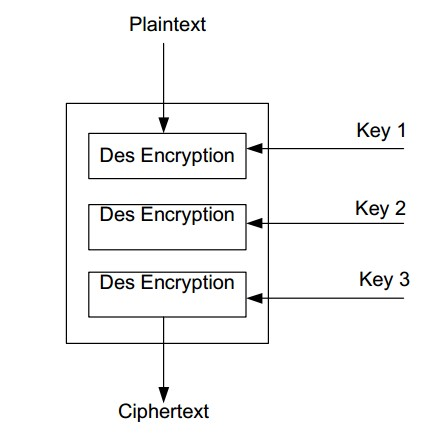 Plaintext
Des Encryption
Key 1
Des Encryption
Key 2
Des Encryption
Key 3
Ciphertext